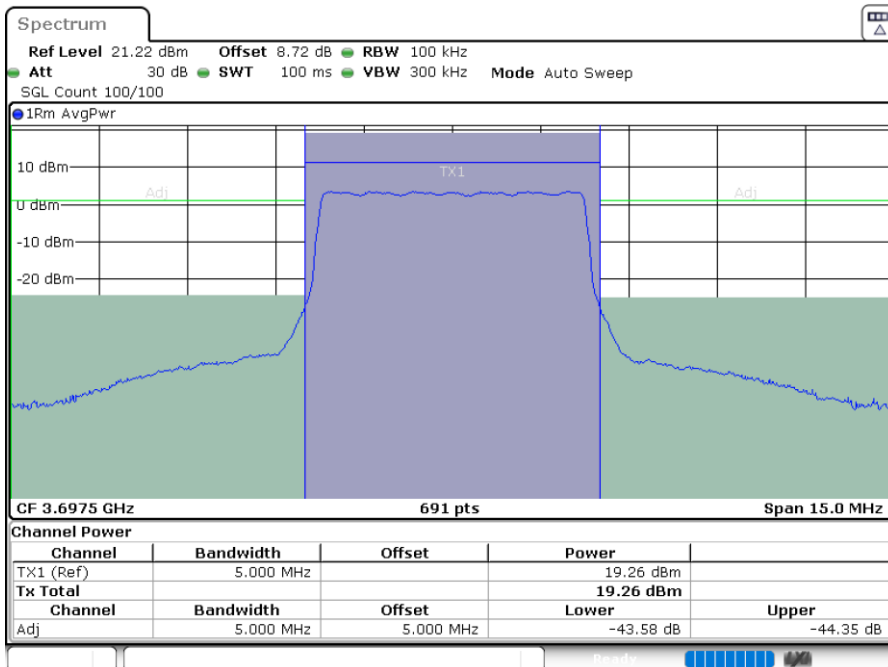 Spectrum
Ref Level 21.22 dBm Offset 8.72 dB RBW 100 kHz
Att 30 dB SWT 100 ms VBW 300 kHz Mode Auto Sweep
SGL Count 100/100
1Rm AvgPwr
10 dBm
TX1
Adj Adj
0 dBm
-10 dBm
-20 dBm
CF 3.6975 GHz 691 pts Span 15.0 MHz
Channel Power
Channel Bandwidth Offset Power
TX1 (Ref) 5.000 MHz 19.26 dBm
Tx Total 19.26 dBm
Channel Bandwidth Offset Lower Upper
Adj 5.000 MHz 5.000 MHz -43.58 dB -44.35 dB
Ready